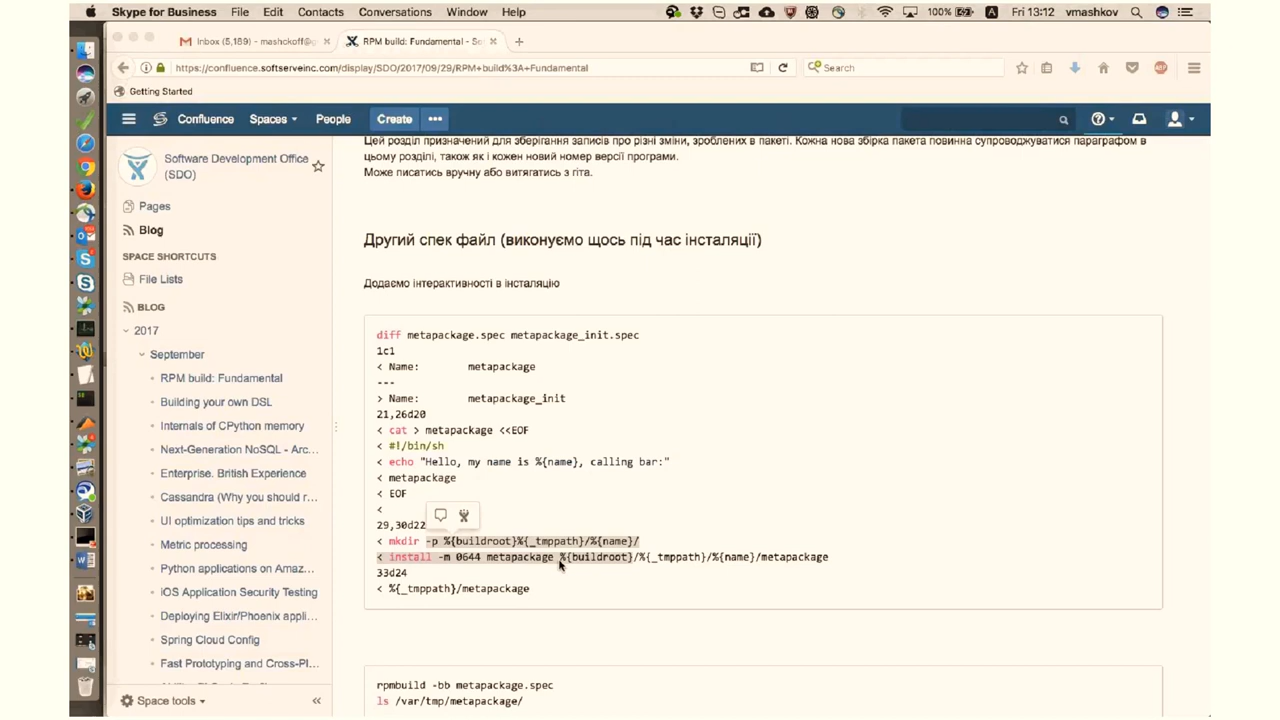 Skype for Business File Edit Contacts Conversations Window Help 100% Fri 13:12 vmashkov
Inbox (5,189) - mashckoff@g
RPM build: Fundamental - So
https://confluence.softserveinc.com/display/SDO/2017/09/29/RPM+build%3A+Fundamental
Search
Getting Started
Confluence Spaces People Create
Software Development Office
(SDO)
Pages
Blog
SPACE SHORTCUTS
File Lists
BLOG
2017
September
RPM build: Fundamental
Building your own DSL
Internals of CPython memory
Next-Generation NoSQL - Arc...
Enterprise. British Experience
Cassandra (Why you should r...
UI optimization tips and tricks
Metric processing
Python applications on Amaz...
iOS Application Security Testing
Deploying Elixir/Phoenix appli...
Spring Cloud Config
Fast Prototyping and Cross-Pl...
Space tools
Цей розділ призначений для зберігання записів про різні зміни, зроблених в пакеті. Кожна нова збірка пакета повинна супроводжуватися параграфом в
цьому розділі, також як і кожен новий номер версії програми.
Може писатись вручну або витягатись з гіта.
Другий спек файл (виконуємо щось під час інсталяції)
Додаємо інтерактивності в інсталяцію
diff metapackage.spec metapackage_init.spec
1c1
< Name: metapackage
---
> Name: metapackage_init
21,26d20
< cat > metapackage <<EOF
< #!/bin/sh
< echo "Hello, my name is %{name}, calling bar:"
< metapackage
< EOF
<
29,30d22
< mkdir -p %{buildroot}%{_tmppath}/%{name}/
< install -m 0644 metapackage %{buildroot}/%{_tmppath}/%{name}/metapackage
33d24
< %{_tmppath}/metapackage
rpmbuild -bb metapackage.spec
ls /var/tmp/metapackage/